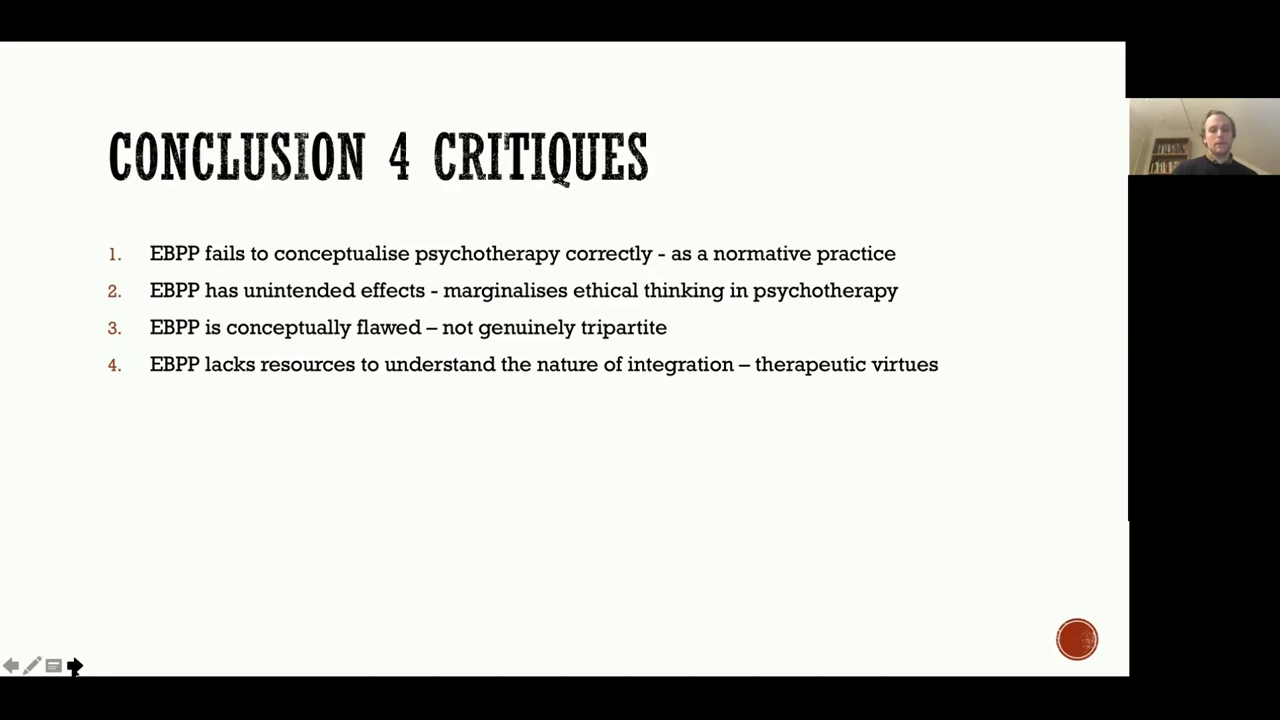 CONCLUSION 4 CRITIQUES
1. EBPP fails to conceptualise psychotherapy correctly - as a normative practice
2. EBPP has unintended effects - marginalises ethical thinking in psychotherapy
3. EBPP is conceptually flawed – not genuinely tripartite
4. EBPP lacks resources to understand the nature of integration – therapeutic virtues